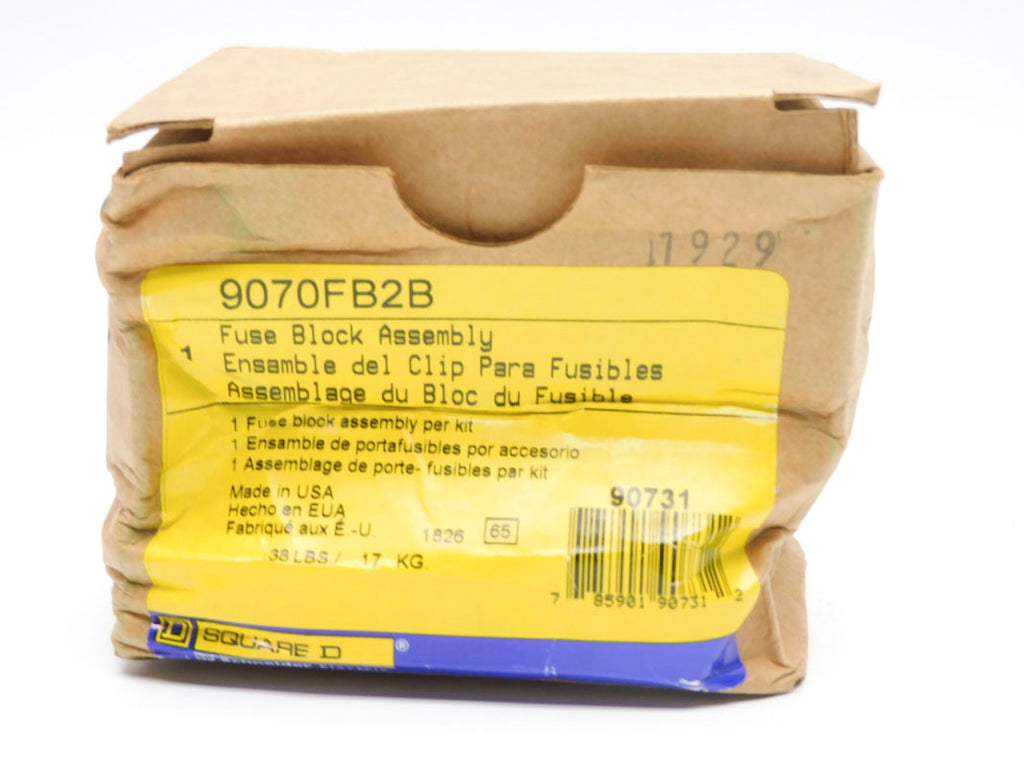 17929
9070FB2B
1
Fuse Block Assembly
Ensamble del Clip Para Fusibles
Assemblage du Bloc du Fusible
1 Fuse block assembly per kit
1 Ensamble de portafusibles por accesorio
1 Assemblage de porte- fusibles par kit
Made in USA
Hecho en EUA
Fabriqué aux É.-U.
1826 65
.38 LBS / .17 KG.
90731
7 85901 90731 2
D SQUARE D ®
Schneider Electric